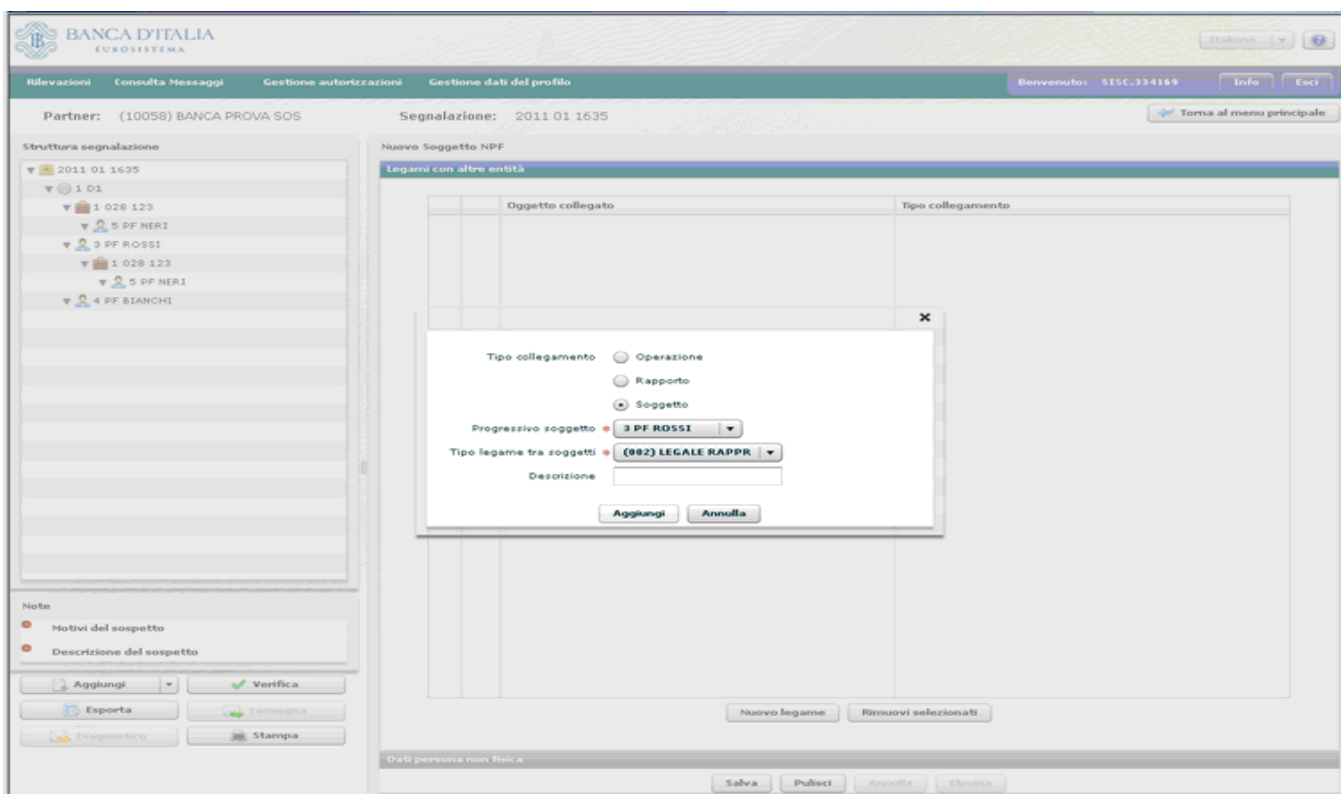 BANCA D'ITALIA
EUROSISTEMA
Italiano
Rilevazioni Consulta Messaggi Gestione autorizzazioni Gestione dati del profilo Benvenuto: SISC.334169 Info Esci
Partner: (10058) BANCA PROVA SOS Segnalazione: 2011 01 1635 Torna al menu principale
Struttura segnalazione
2011 01 1635
1 D1
1 028 123
5 PF NERI
3 PF ROSSI
1 028 123
5 PF NERI
4 PF BIANCHI
Nuovo Soggetto NPF
Legami con altre entità
Oggetto collegato Tipo collegamento
Tipo collegamento Operazione
Rapporto
Soggetto
Progressivo soggetto * 3 PF ROSSI
Tipo legame tra soggetti * (002) LEGALE RAPPR
Descrizione
Aggiungi Annulla
Note
Motivi del sospetto
Descrizione del sospetto
Aggiungi Verifica
Esporta Consegna
Diagnostico Stampa
Nuovo legame Rimuovi selezionati
Dati persona non fisica
Salva Pulisci Annulla Elimina